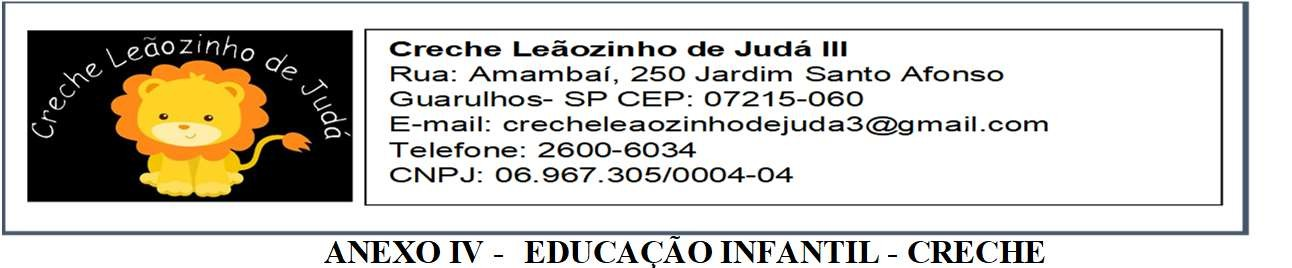 Creche Leãozinho de Judá
Creche Leãozinho de Judá III
Rua: Amambaí, 250 Jardim Santo Afonso
Guarulhos- SP CEP: 07215-060
E-mail: crecheleaozinhodejuda3@gmail.com
Telefone: 2600-6034
CNPJ: 06.967.305/0004-04
ANEXO IV - EDUCAÇÃO INFANTIL - CRECHE